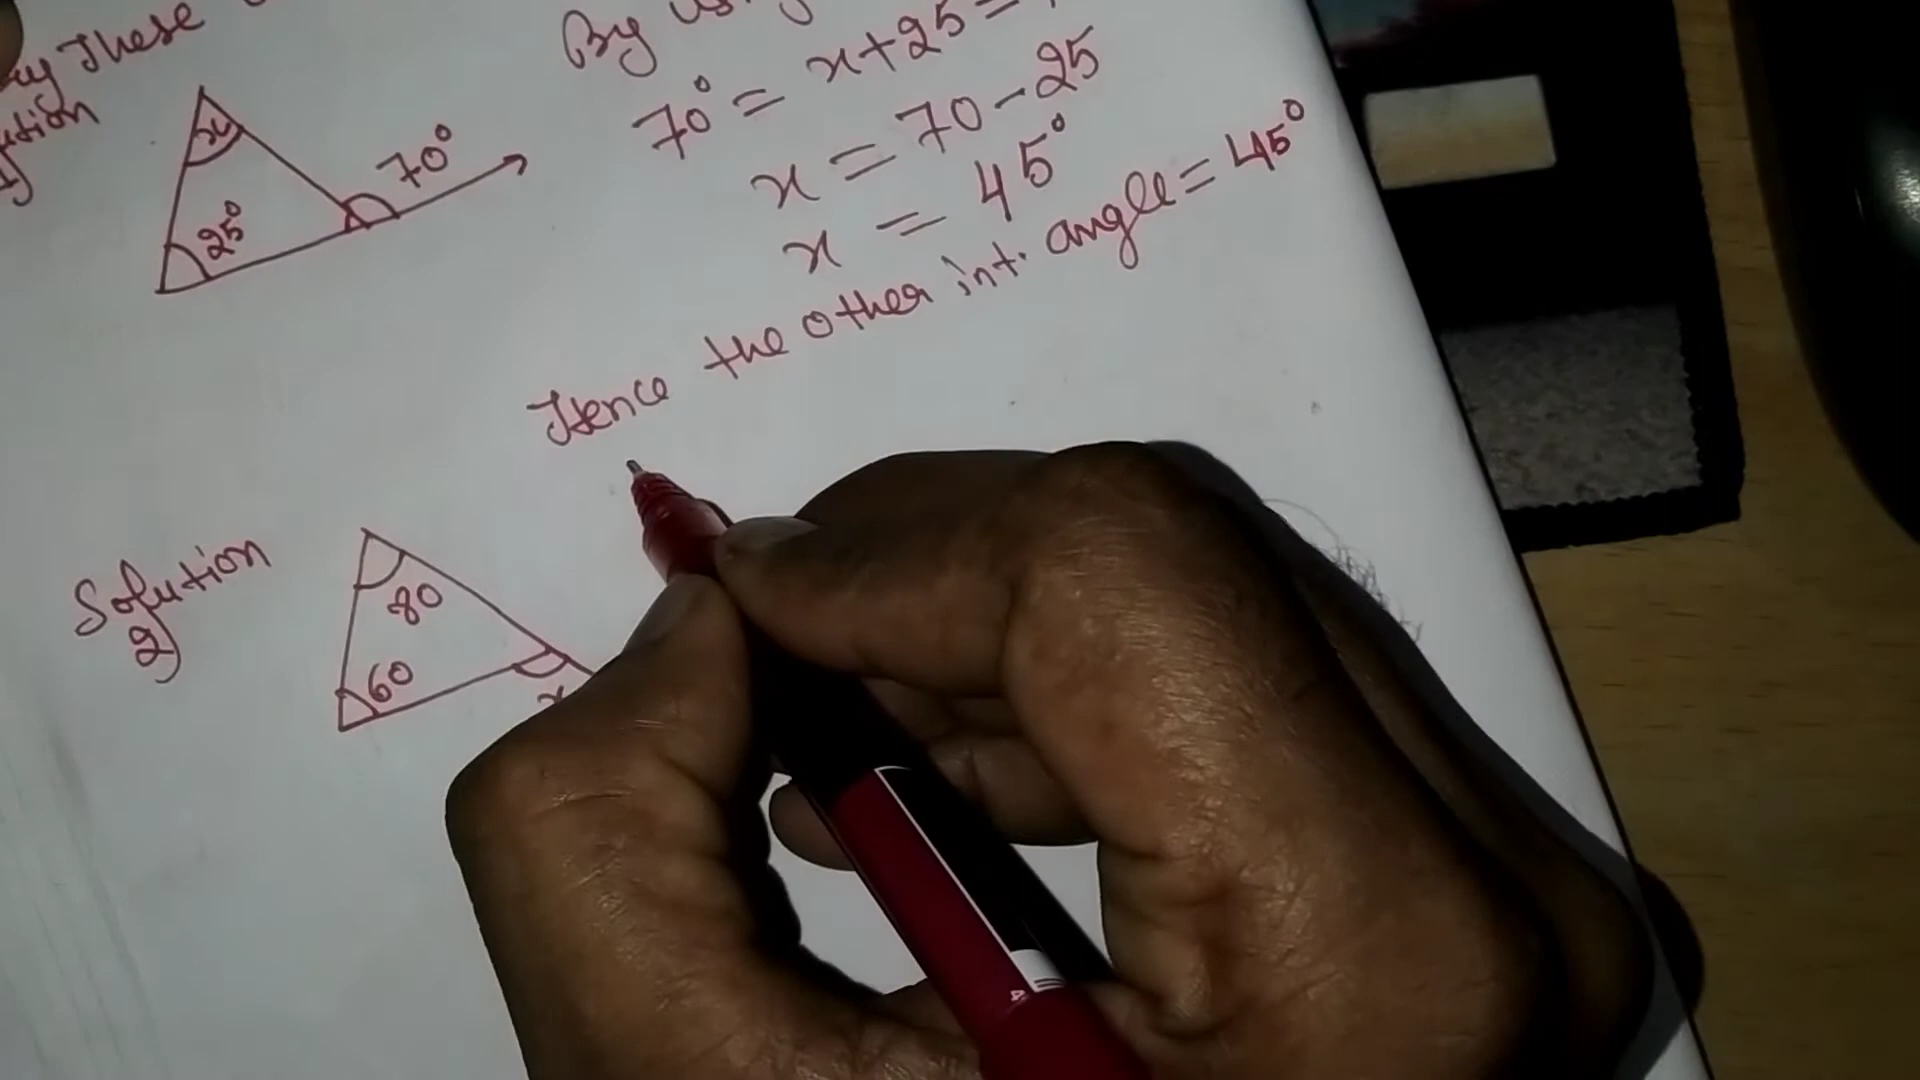 These
By
x
70°
25°
70° = x+25 =
x = 70-25
x = 45°
Hence the other int. angle = 45°
Solution
2)
80
60
x